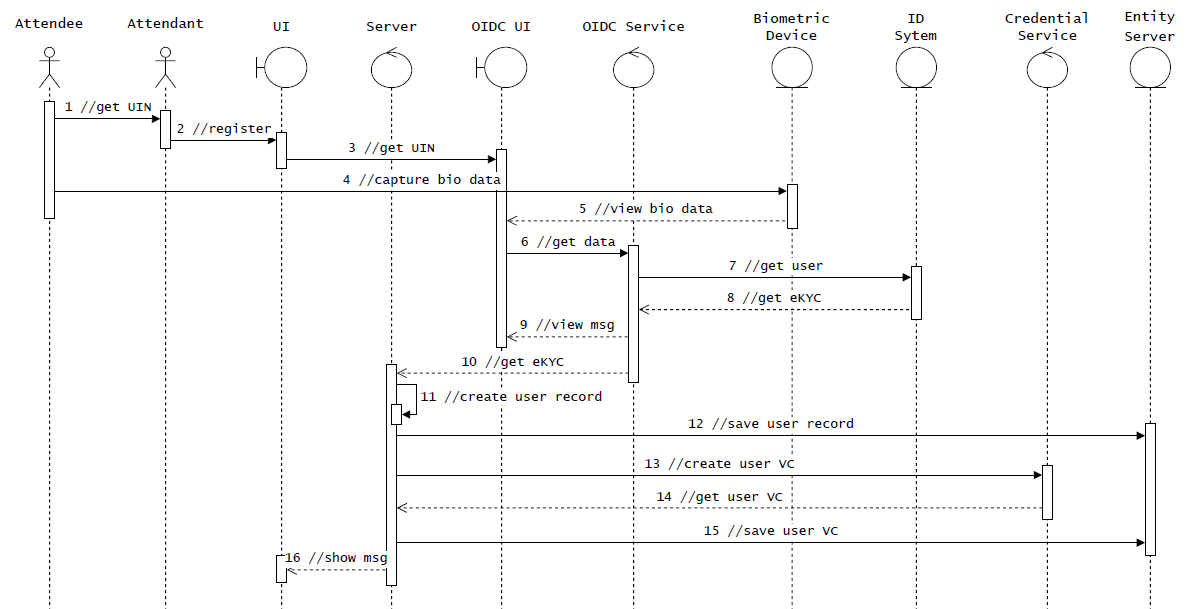 Attendee
Attendant
UI
Server
OIDC UI
OIDC Service
Biometric
Device
ID
Sytem
Credential
Service
Entity
Server
1 //get UIN
2 //register
3 //get UIN
4 //capture bio data
5 //view bio data
6 //get data
7 //get user
8 //get eKYC
9 //view msg
10 //get eKYC
11 //create user record
12 //save user record
13 //create user VC
14 //get user VC
15 //save user VC
16 //show msg